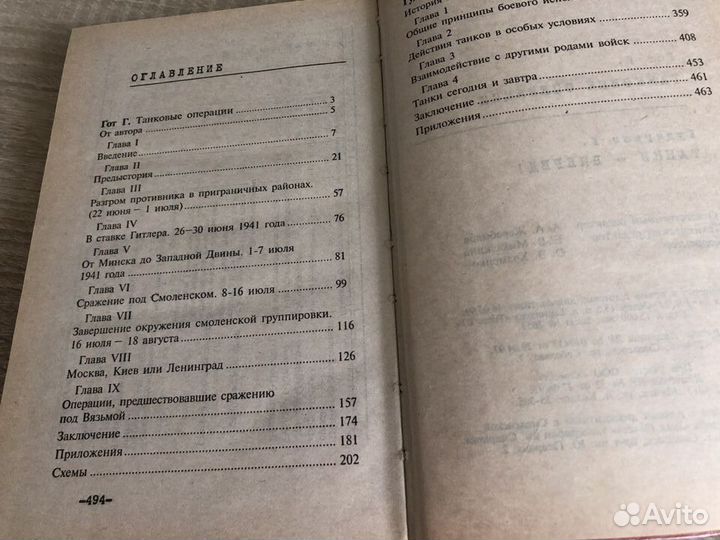 ОГЛАВЛЕНИЕ
Гот Г. Танковые операции 3
От автора 5
Глава I
Введение 7
Глава II
Предыстория 21
Глава III
Разгром противника в приграничных районах.
(22 июня — 1 июля) 57
Глава IV
В ставке Гитлера. 26—30 июня 1941 года 76
Глава V
От Минска до Западной Двины. 1-7 июля
1941 года 81
Глава VI
Сражение под Смоленском. 8-16 июля 99
Глава VII
Завершение окружения смоленской группировки.
16 июля — 18 августа 116
Глава VIII
Москва, Киев или Ленинград 126
Глава IX
Операции, предшествовавшие сражению
под Вязьмой 157
Заключение 174
Приложения 181
Схемы 202
-494-
История
Глава 1
Общие принципы боевого
Глава 2 359
Действия танков в особых условиях
Глава 3 408
Взаимодействие с другими родами войск
Глава 4 453
Танки сегодня и завтра 461
Заключение 463
Приложения
Avito